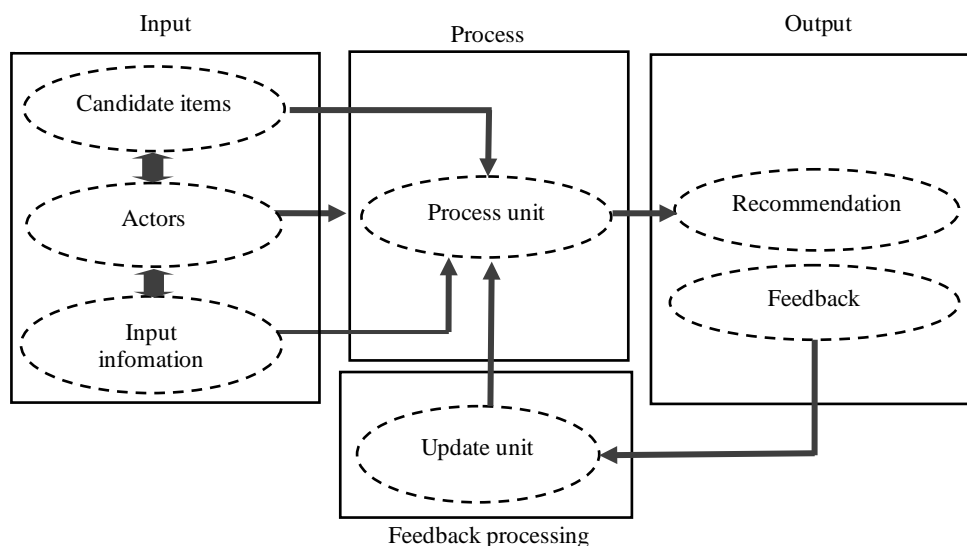 Input
Process
Output
Candidate items
Actors
Process unit
Recommendation
Feedback
Input
infomation
Update unit
Feedback processing